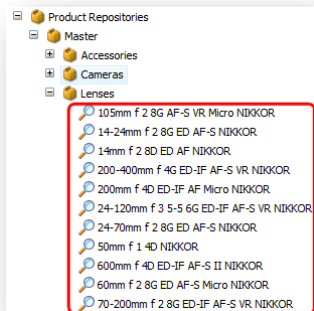 Product Repositories
Master
Accessories
Cameras
Lenses
105mm f 2 8G AF-S VR Micro NIKKOR
14-24mm f 2 8G ED AF-S NIKKOR
14mm f 2 8D ED AF NIKKOR
200-400mm f 4G ED-IF AF-S VR NIKKOR
200mm f 4D ED-IF AF Micro NIKKOR
24-120mm f 3 5-5 6G ED-IF AF-S VR NIKKOR
24-70mm f 2 8G ED AF-S NIKKOR
50mm f 1 4D NIKKOR
600mm f 4D ED-IF AF-S II NIKKOR
60mm f 2 8G ED AF-S Micro NIKKOR
70-200mm f 2 8G ED-IF AF-S VR NIKKOR